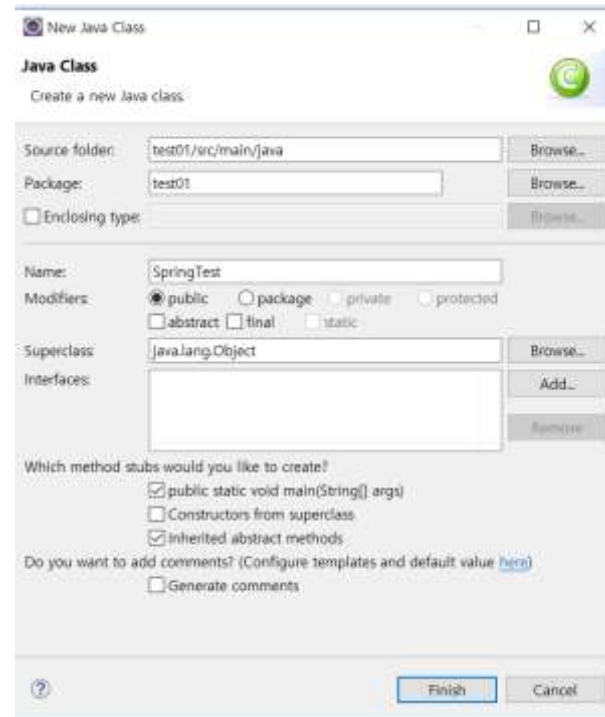 New Java Class
Java Class
Create a new Java class.
C
Source folder: test01/src/main/java Browse...
Package: test01 Browse...
Enclosing type: Browse...
Name: SpringTest
Modifiers: public package private protected
abstract final static
Superclass: java.lang.Object Browse...
Interfaces: Add...
Remove
Which method stubs would you like to create?
public static void main(String[] args)
Constructors from superclass
Inherited abstract methods
Do you want to add comments? (Configure templates and default value here)
Generate comments
? Finish Cancel